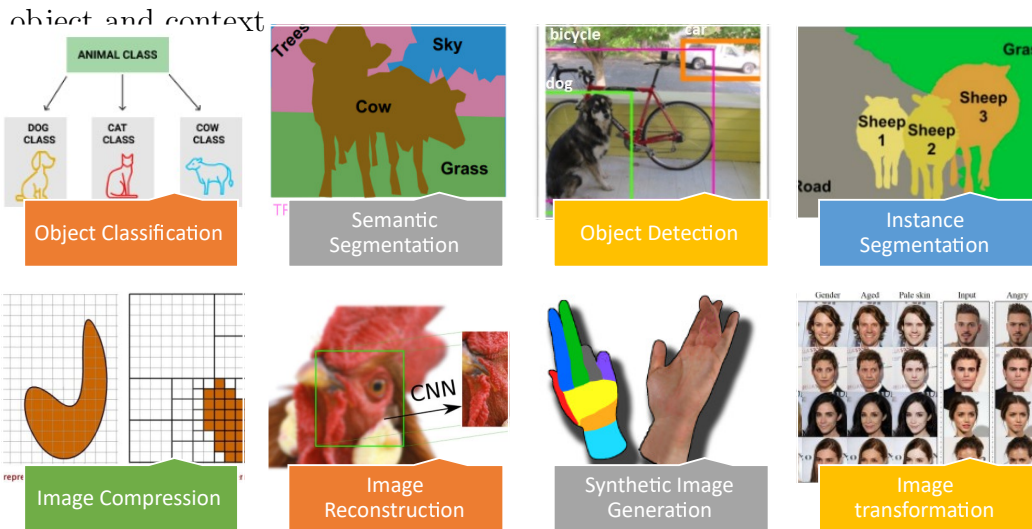 object and context
ANIMAL CLASS
DOG CLASS
CAT CLASS
COW CLASS
Object Classification
Trees
Sky
Cow
Grass
Semantic
Segmentation
bicycle
car
dog
Object Detection
Sheep 1
Sheep 2
Sheep 3
Road
Instance
Segmentation
repre
Image Compression
CNN
Image
Reconstruction
Synthetic Image
Generation
Gender Aged Pale skin Input Angry
Image
transformation